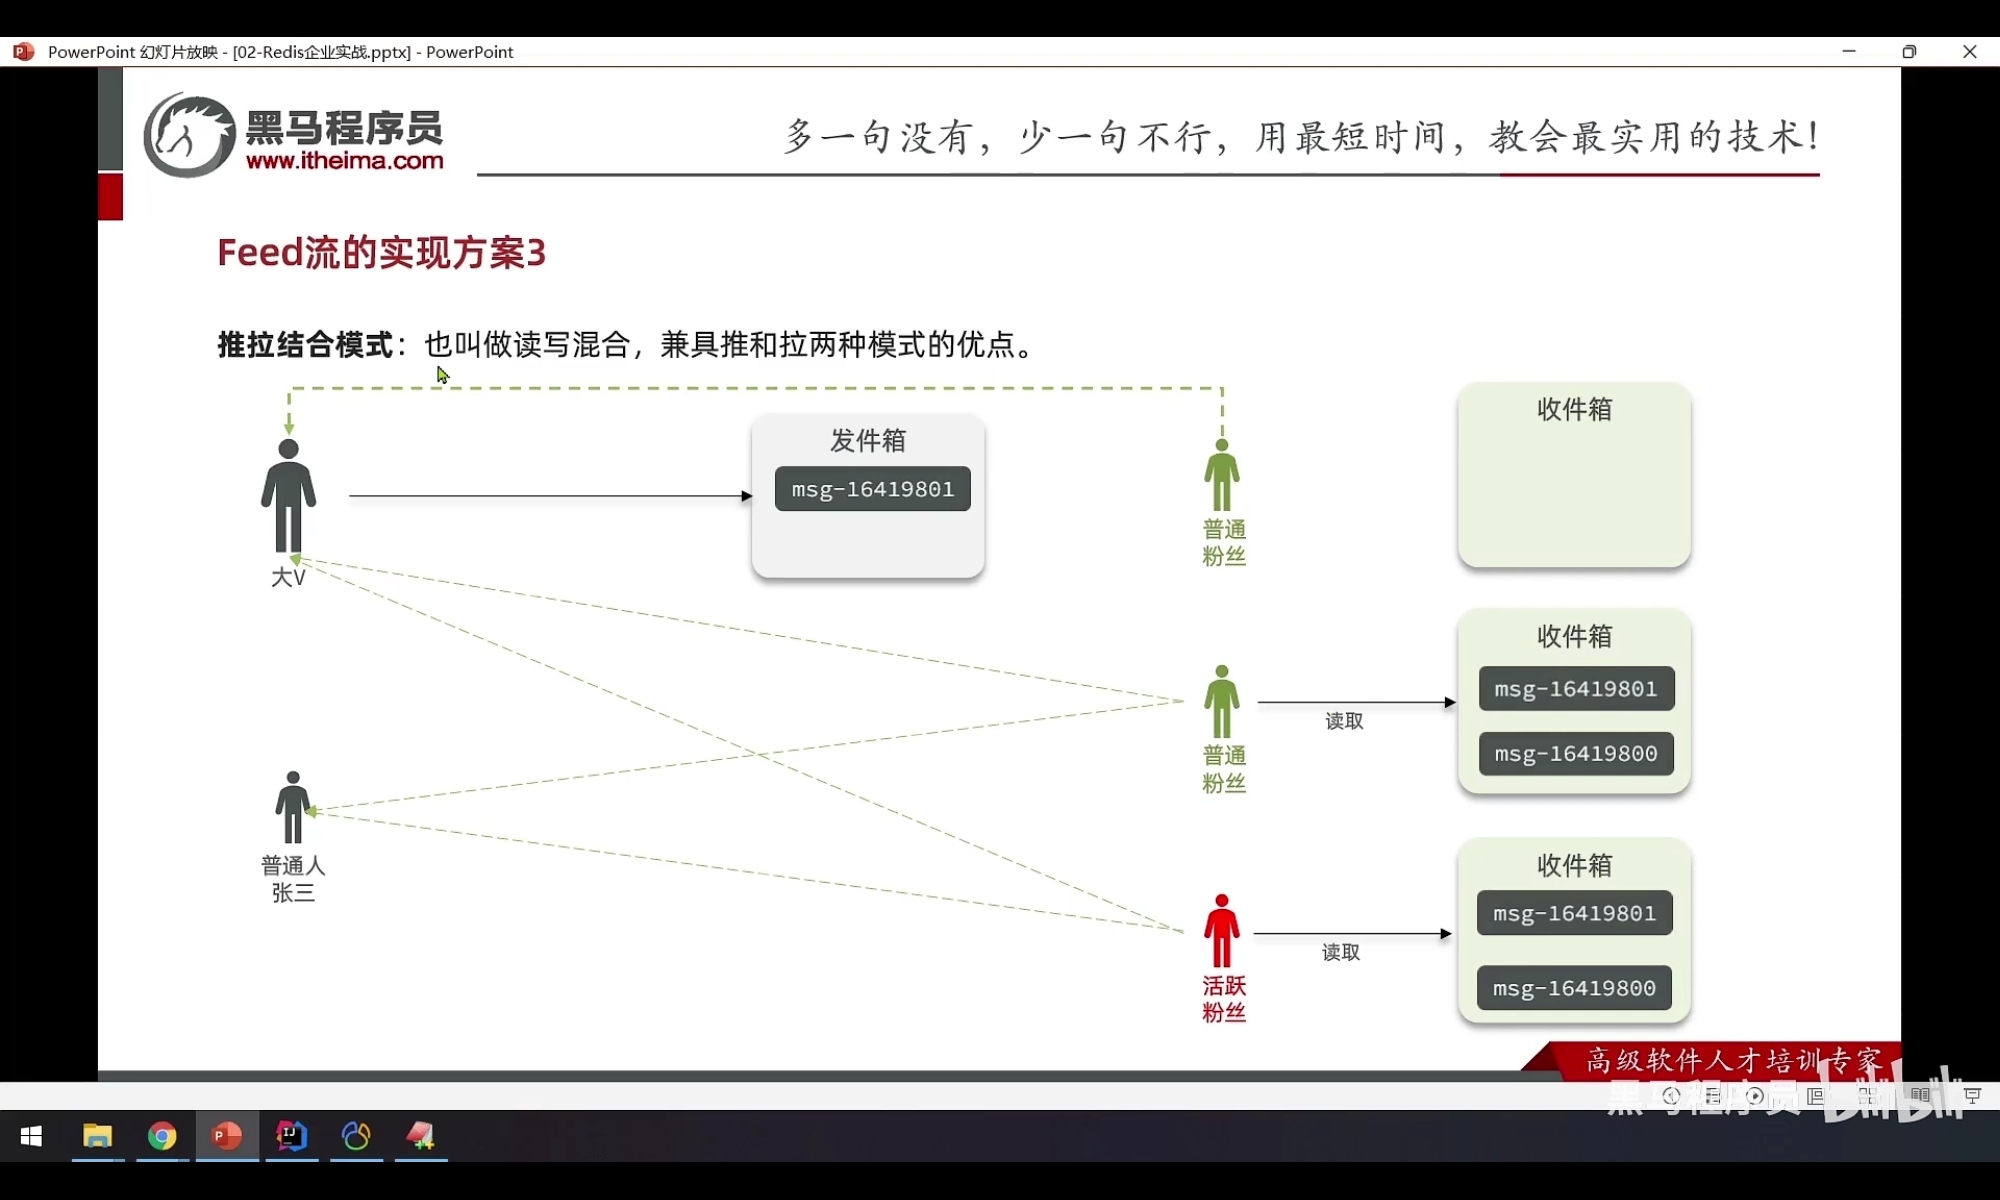 PowerPoint 幻灯片放映 - [02-Redis企业实战.pptx] - PowerPoint
黑马程序员
www.itheima.com
多一句没有，少一句不行，用最短时间，教会最实用的技术！
Feed流的实现方案3
推拉结合模式：也叫做读写混合，兼具推和拉两种模式的优点。
发件箱
msg-16419801
大V
普通
粉丝
收件箱
普通
粉丝
读取
收件箱
msg-16419801
msg-16419800
普通人
张三
活跃
粉丝
读取
收件箱
msg-16419801
msg-16419800
高级软件人才培训专家
黑马程序员
bilibili